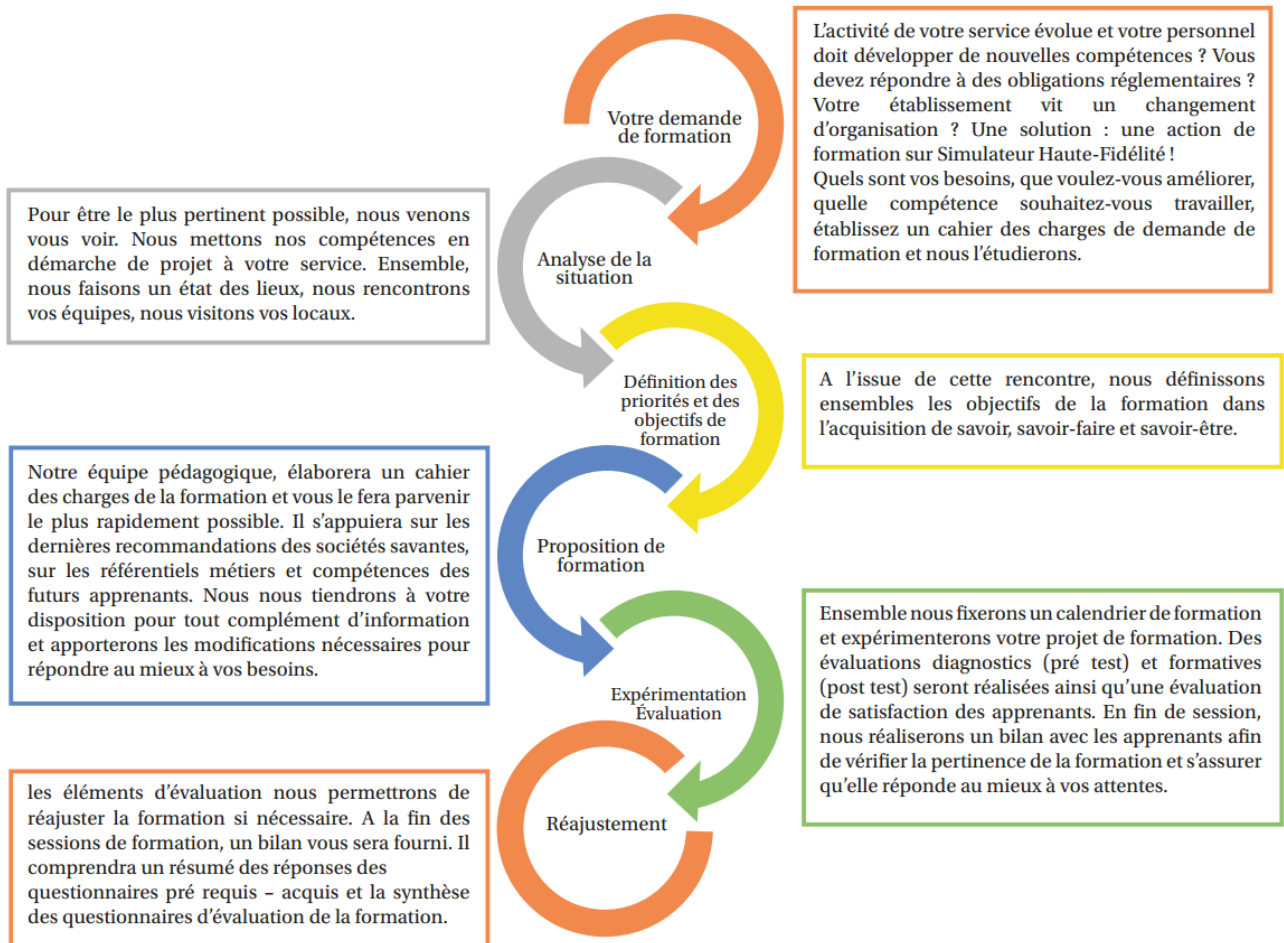 Votre demande
de formation
L’activité de votre service évolue et votre personnel
doit développer de nouvelles compétences ? Vous
devez répondre à des obligations réglementaires ?
Votre établissement vit un changement
d’organisation ? Une solution : une action de
formation sur Simulateur Haute-Fidélité !
Quels sont vos besoins, que voulez-vous améliorer,
quelle compétence souhaitez-vous travailler,
établissez un cahier des charges de demande de
formation et nous l’étudierons.
Pour être le plus pertinent possible, nous venons
vous voir. Nous mettons nos compétences en
démarche de projet à votre service. Ensemble,
nous faisons un état des lieux, nous rencontrons
vos équipes, nous visitons vos locaux.
Analyse de la
situation
Définition des
priorités et des
objectifs de
formation
A l’issue de cette rencontre, nous définissons
ensembles les objectifs de la formation dans
l’acquisition de savoir, savoir-faire et savoir-être.
Notre équipe pédagogique, élaborera un cahier
des charges de la formation et vous le fera parvenir
le plus rapidement possible. Il s’appuiera sur les
dernières recommandations des sociétés savantes,
sur les référentiels métiers et compétences des
futurs apprenants. Nous nous tiendrons à votre
disposition pour tout complément d’information
et apporterons les modifications nécessaires pour
répondre au mieux à vos besoins.
Proposition de
formation
Expérimentation
Évaluation
Ensemble nous fixerons un calendrier de formation
et expérimenterons votre projet de formation. Des
évaluations diagnostics (pré test) et formatives
(post test) seront réalisées ainsi qu’une évaluation
de satisfaction des apprenants. En fin de session,
nous réaliserons un bilan avec les apprenants afin
de vérifier la pertinence de la formation et s’assurer
qu’elle réponde au mieux à vos attentes.
les éléments d’évaluation nous permettrons de
réajuster la formation si nécessaire. A la fin des
sessions de formation, un bilan vous sera fourni. Il
comprendra un résumé des réponses des
questionnaires pré requis – acquis et la synthèse
des questionnaires d’évaluation de la formation.
Réajustement